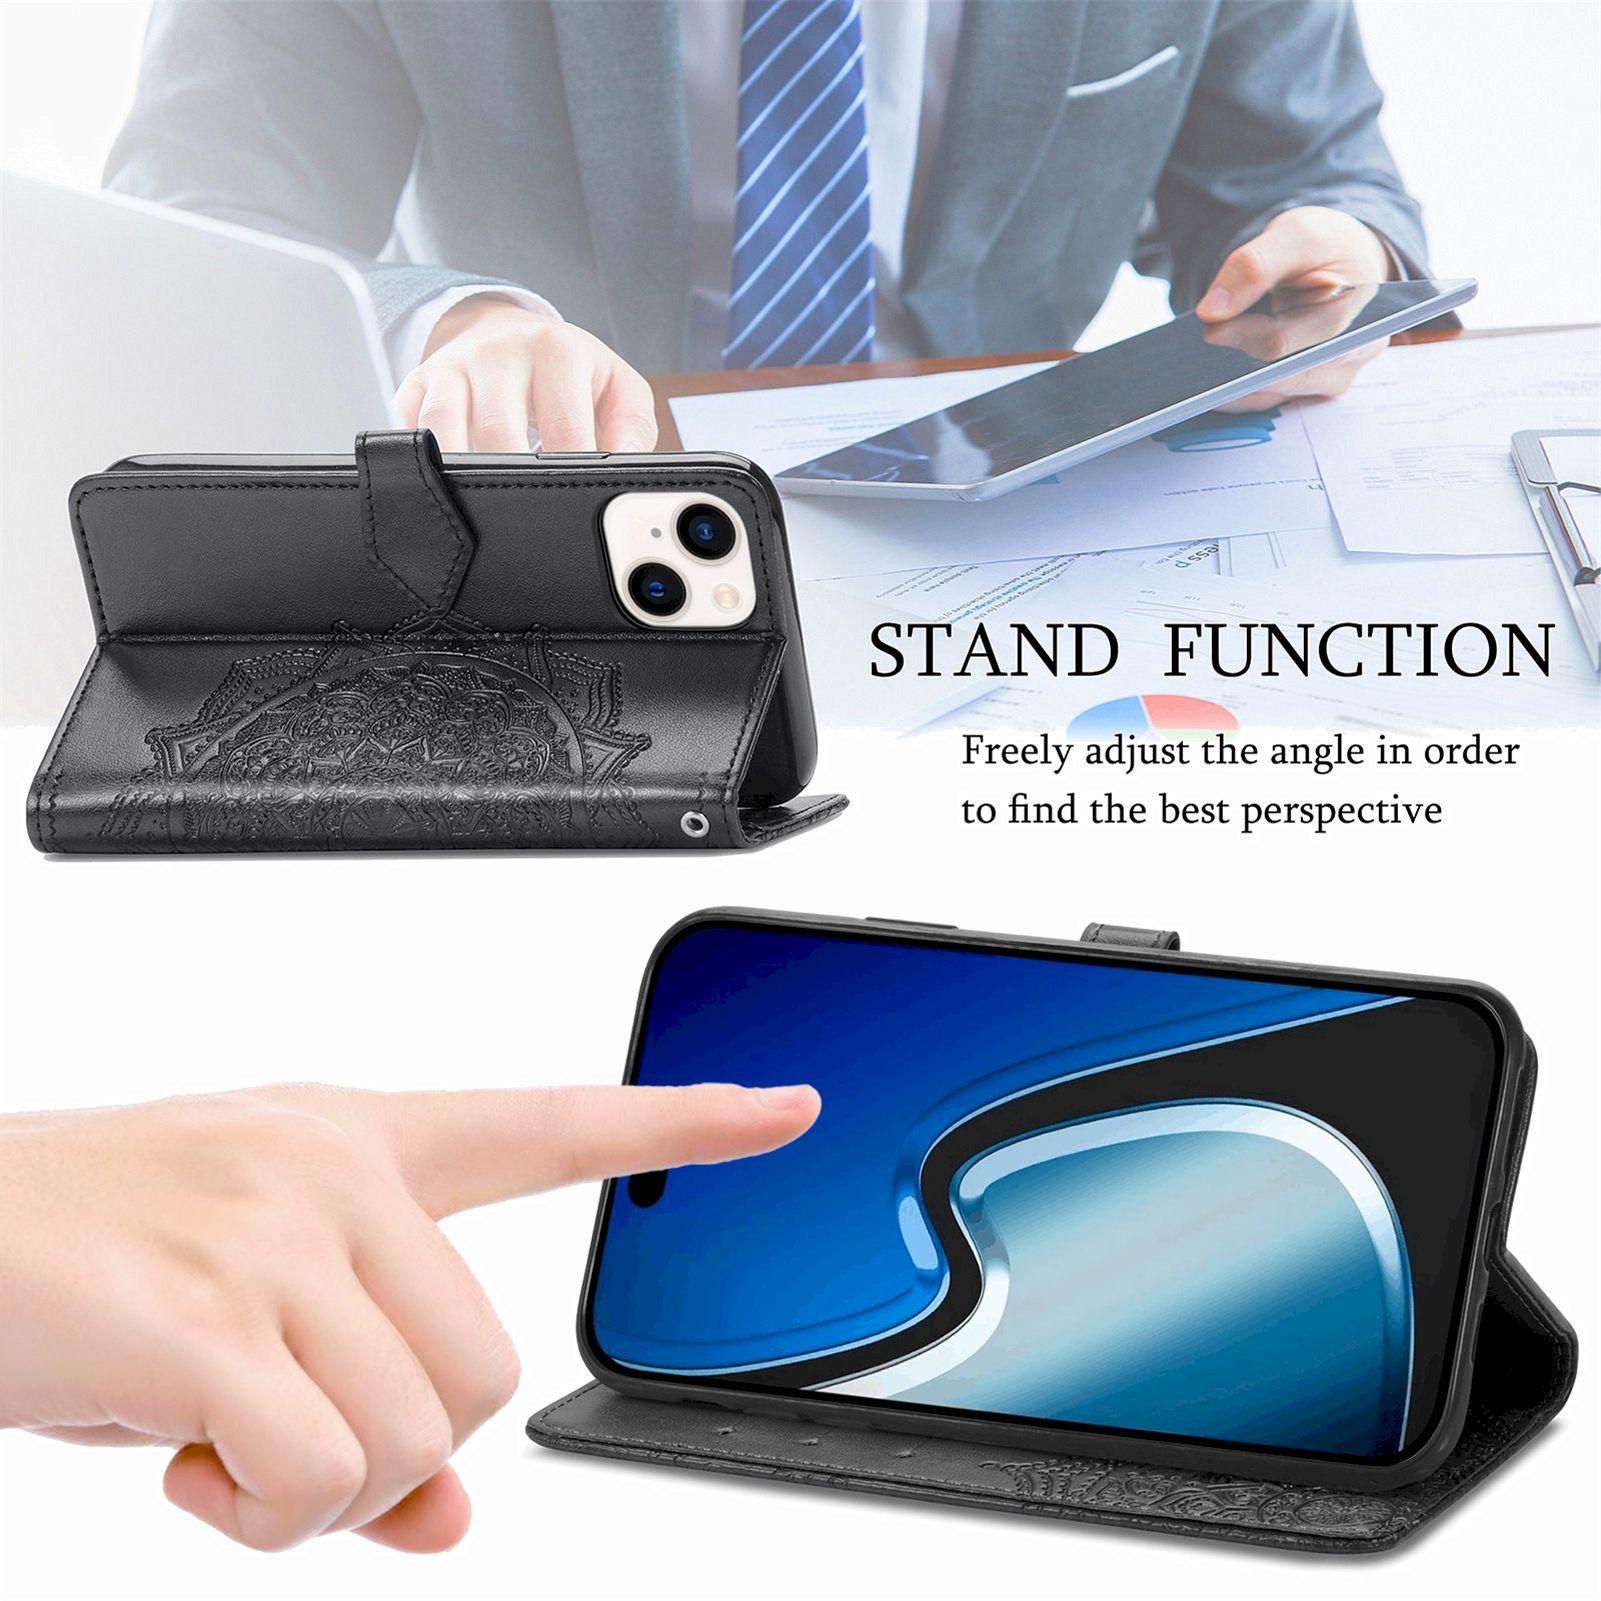 STAND FUNCTION
Freely adjust the angle in order
to find the best perspective